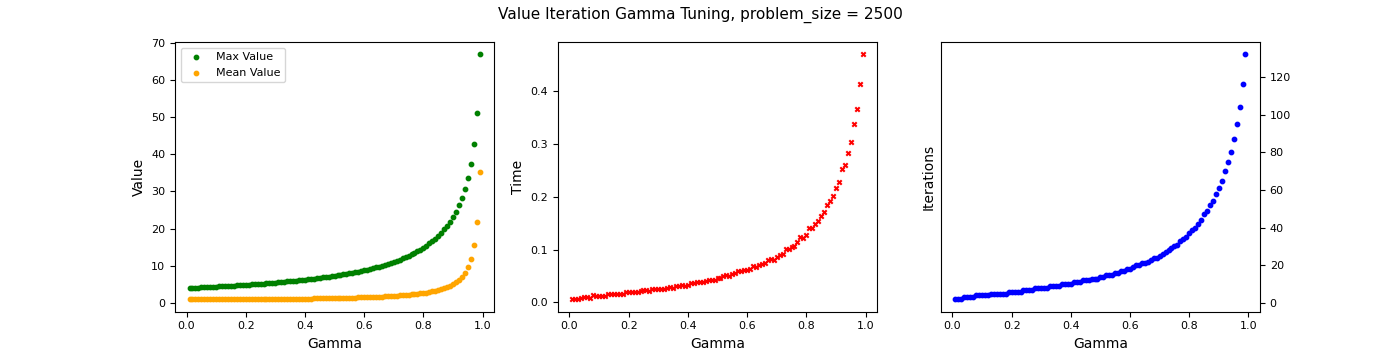 Value Iteration Gamma Tuning, problem_size = 2500
Max Value
Mean Value
Value
70
60
50
40
30
20
10
0
0.0 0.2 0.4 0.6 0.8 1.0
Gamma
Time
0.4
0.3
0.2
0.1
0.0
0.0 0.2 0.4 0.6 0.8 1.0
Gamma
Iterations
120
100
80
60
40
20
0
0.0 0.2 0.4 0.6 0.8 1.0
Gamma